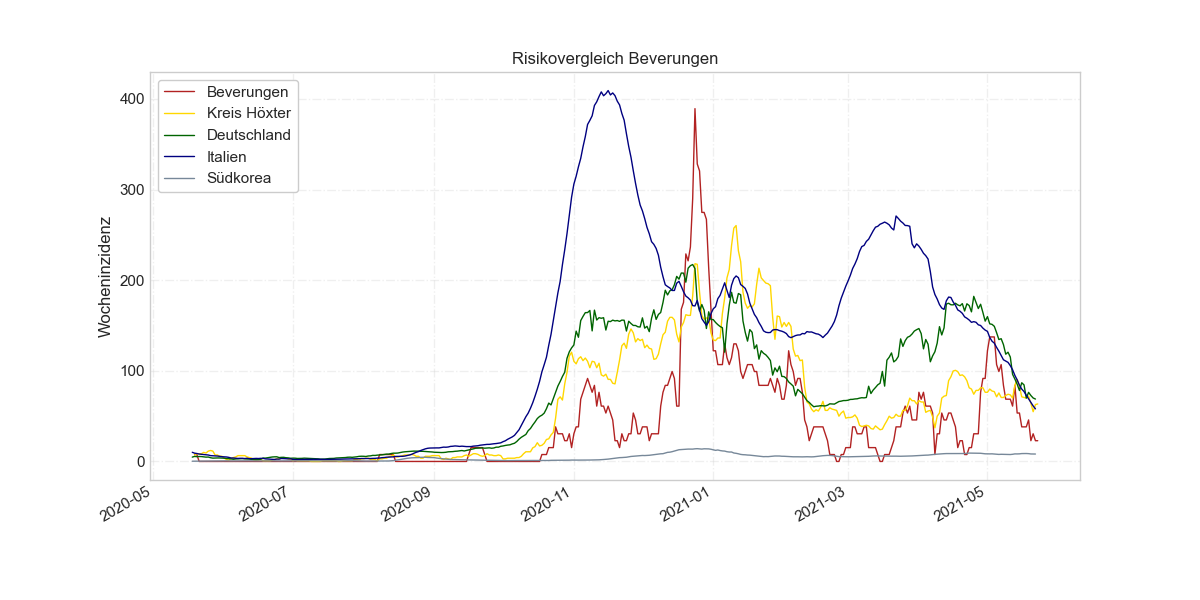 Risikovergleich Beverungen
Beverungen
Kreis Höxter
Deutschland
Italien
Südkorea
Wocheninzidenz
400
300
200
100
0
2020-05
2020-07
2020-09
2020-11
2021-01
2021-03
2021-05